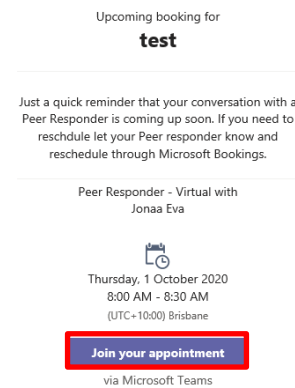 Upcoming booking for
test
Just a quick reminder that your conversation with a
Peer Responder is coming up soon. If you need to
reschdule let your Peer responder know and
reschedule through Microsoft Bookings.
Peer Responder - Virtual with
Jonaa Eva
Thursday, 1 October 2020
8:00 AM - 8:30 AM
(UTC+10:00) Brisbane
Join your appointment
via Microsoft Teams